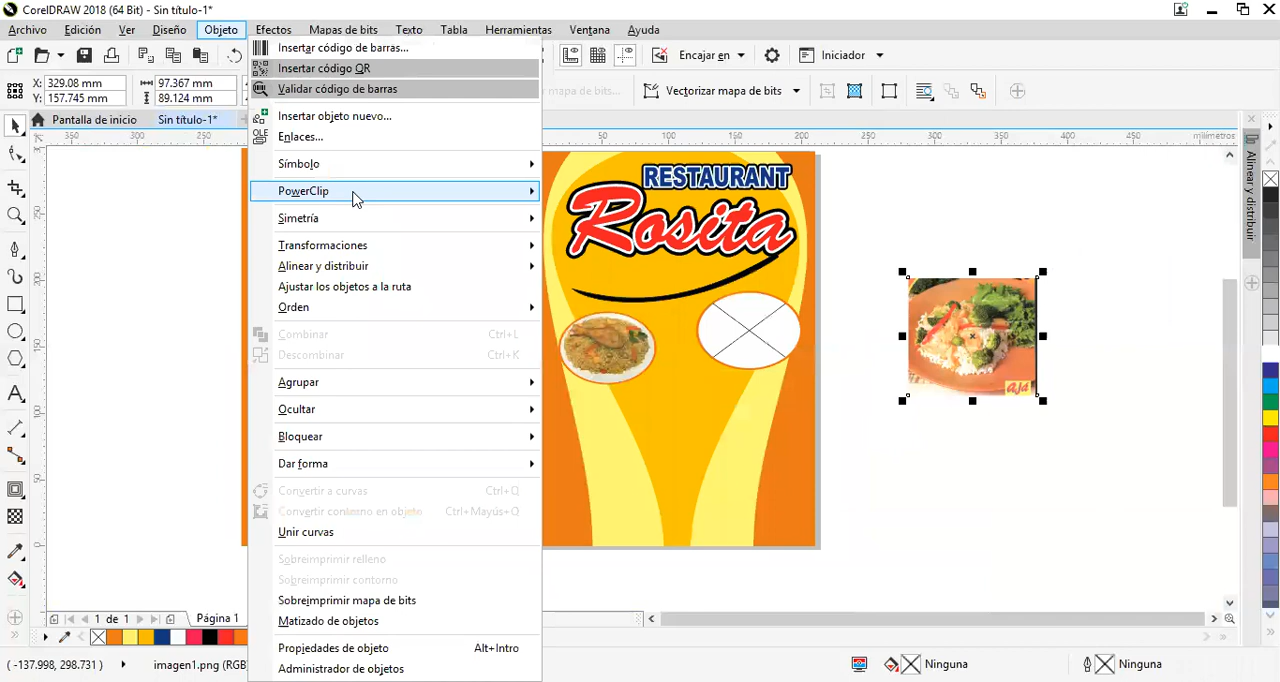 CorelDRAW 2018 (64 Bit) - Sin título-1*
Archivo Edición Ver Diseño Objeto Efectos Mapas de bits Texto Tabla Herramientas Ventana Ayuda
Encajar en Iniciador
X: 329.08 mm 97.367 mm
Y: 157.745 mm 89.124 mm
Vectorizar mapa de bits
Pantalla de inicio Sin título-1*
350 300 250 50 100 150 200 250 300 350 400 450 milímetros
Insertar código de barras...
Insertar código QR
Validar código de barras
Insertar objeto nuevo...
Enlaces...
Símbolo
PowerClip
Simetría
Transformaciones
Alinear y distribuir
Ajustar los objetos a la ruta
Orden
Combinar Ctrl+L
Descombinar Ctrl+K
Agrupar
Ocultar
Bloquear
Dar forma
Convertir a curvas Ctrl+Q
Convertir contorno en objeto Ctrl+Mayús+Q
Unir curvas
Sobreimprimir relleno
Sobreimprimir contorno
Sobreimprimir mapa de bits
Matizado de objetos
Propiedades de objeto Alt+Intro
Administrador de objetos
RESTAURANT
Rosita
aja
Alinear y distribuir
1 de 1 Página 1
( -137.998, 298.731 ) imagen1.png (RGB Ninguna Ninguna